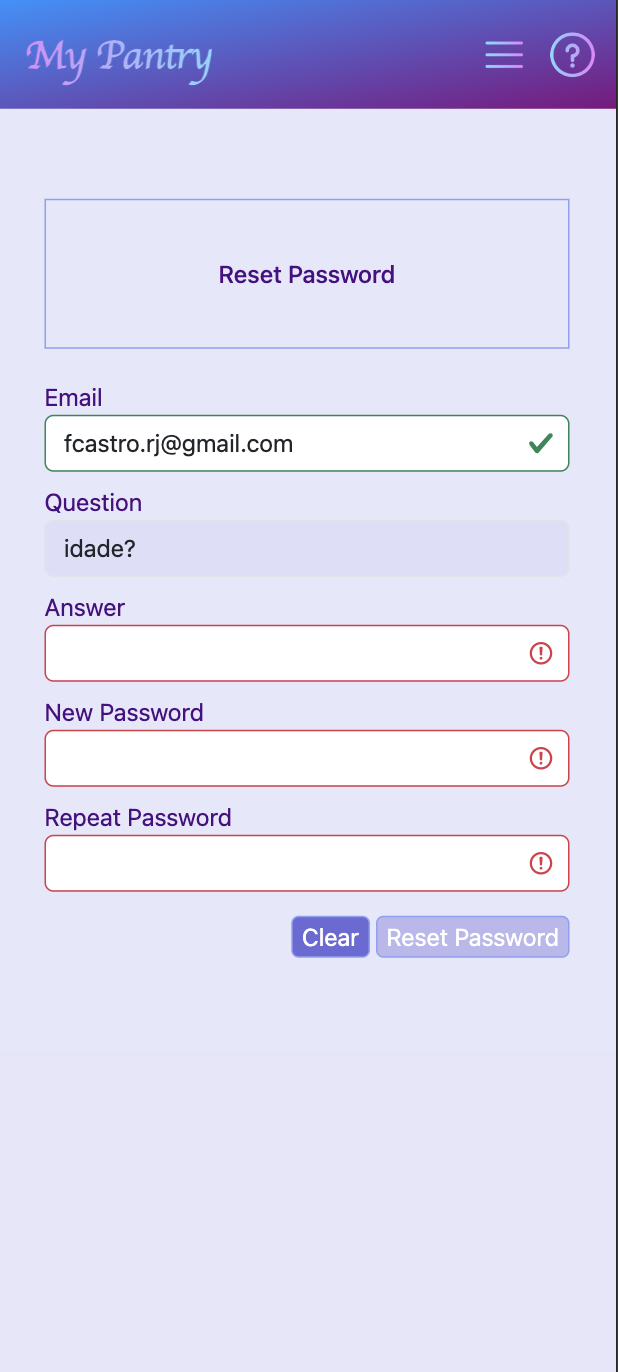 My Pantry
Reset Password
Email
fcastro.rj@gmail.com
Question
idade?
Answer
New Password
Repeat Password
Clear Reset Password